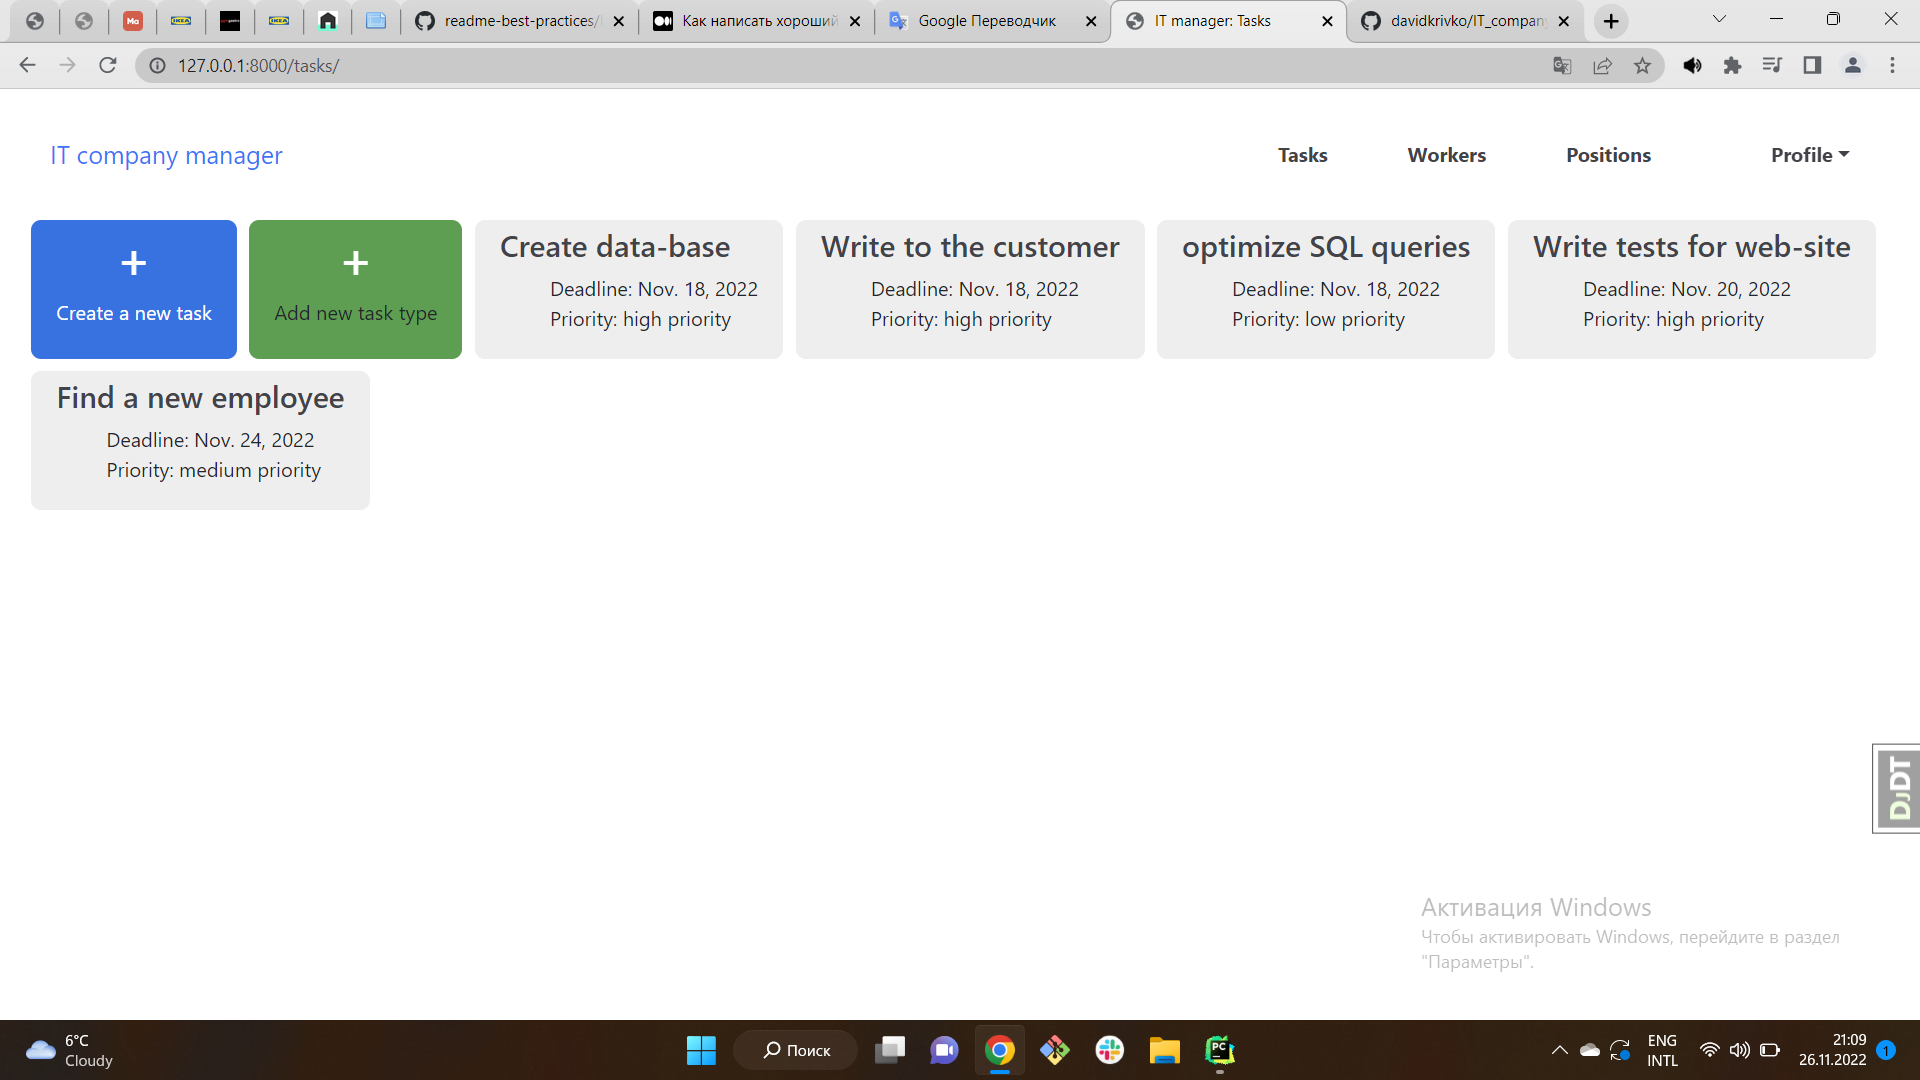 Ma
IKEA
IKEA
readme-best-practices/
Как написать хороший
Google Переводчик
IT manager: Tasks
davidkrivko/IT_company
127.0.0.1:8000/tasks/
IT company manager
Tasks
Workers
Positions
Profile
+
Create a new task
+
Add new task type
Create data-base
Deadline: Nov. 18, 2022
Priority: high priority
Write to the customer
Deadline: Nov. 18, 2022
Priority: high priority
optimize SQL queries
Deadline: Nov. 18, 2022
Priority: low priority
Write tests for web-site
Deadline: Nov. 20, 2022
Priority: high priority
Find a new employee
Deadline: Nov. 24, 2022
Priority: medium priority
DJDT
Активация Windows
Чтобы активировать Windows, перейдите в раздел
"Параметры".
6°C
Cloudy
Поиск
PC
ENG
INTL
21:09
26.11.2022
1